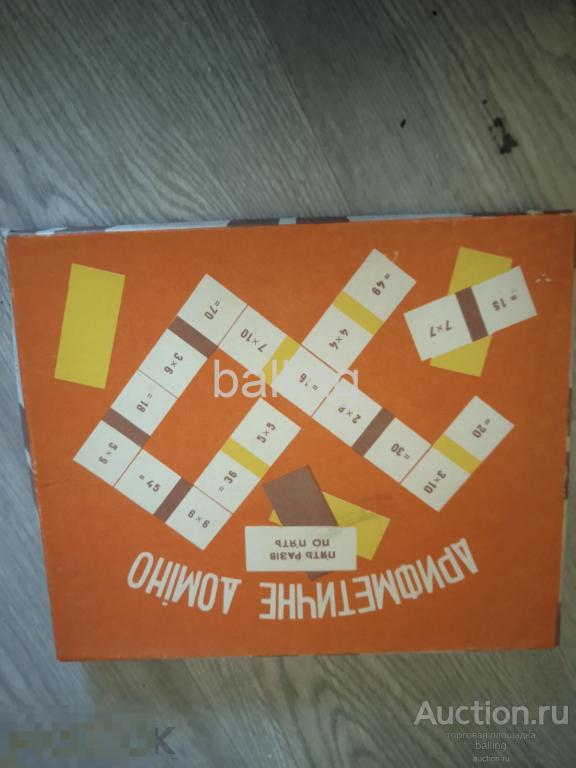 АРИФМЕТИЧНЕ ДОМІНО
П'ЯТЬ РАЗІВ
ПО П'ЯТЬ
=70
3×6
=18
9×5
=45
6×6
=36
5×5
7×10
=16
4×4
=49
2×8
=30
3×10
=20
7×7
=15
balling
Auction.ru
торговая площадка
balling
auction.ru